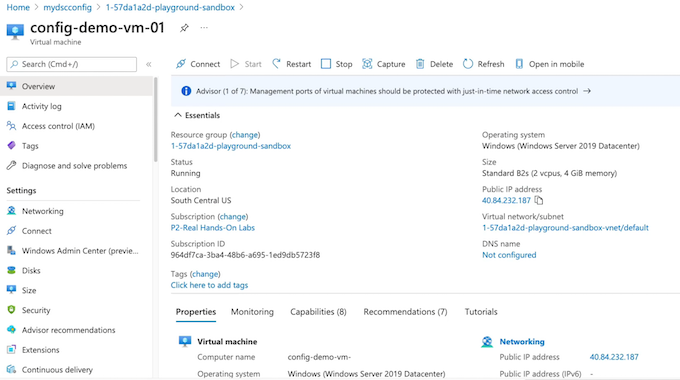 Home > mydscconfig > 1-57da1a2d-playground-sandbox >
config-demo-vm-01
Virtual machine
Search (Cmd+/)
Overview
Activity log
Access control (IAM)
Tags
Diagnose and solve problems
Settings
Networking
Connect
Windows Admin Center (previe...
Disks
Size
Security
Advisor recommendations
Extensions
Continuous delivery
Connect Start Restart Stop Capture Delete Refresh Open in mobile
Advisor (1 of 7): Management ports of virtual machines should be protected with just-in-time network access control →
Essentials
Resource group (change)
1-57da1a2d-playground-sandbox
Status
Running
Location
South Central US
Subscription (change)
P2-Real Hands-On Labs
Subscription ID
964df7ca-3ba4-48b6-a695-1ed9db5723f8
Tags (change)
Click here to add tags
Operating system
Windows (Windows Server 2019 Datacenter)
Size
Standard B2s (2 vcpus, 4 GiB memory)
Public IP address
40.84.232.187
Virtual network/subnet
1-57da1a2d-playground-sandbox-vnet/default
DNS name
Not configured
Properties Monitoring Capabilities (8) Recommendations (7) Tutorials
Virtual machine
Computer name config-demo-vm-
Operating system Windows (Windows Server 2019 Datacenter)
Networking
Public IP address 40.84.232.187
Public IP address (IPv6) -